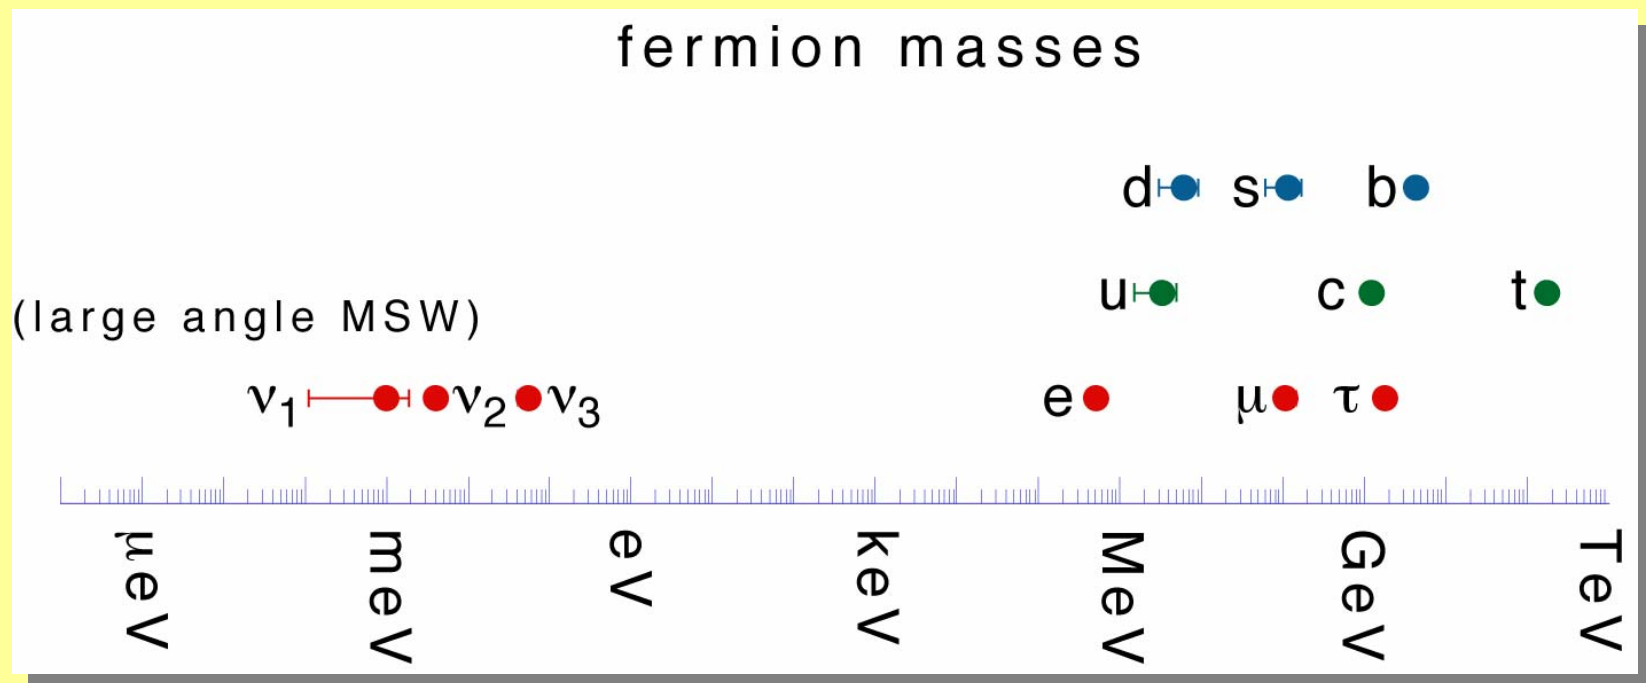 fermion masses
d s b
u c t
(large angle MSW)
ν1 ν2 ν3 e μ τ
μeV meV eV keV MeV GeV TeV